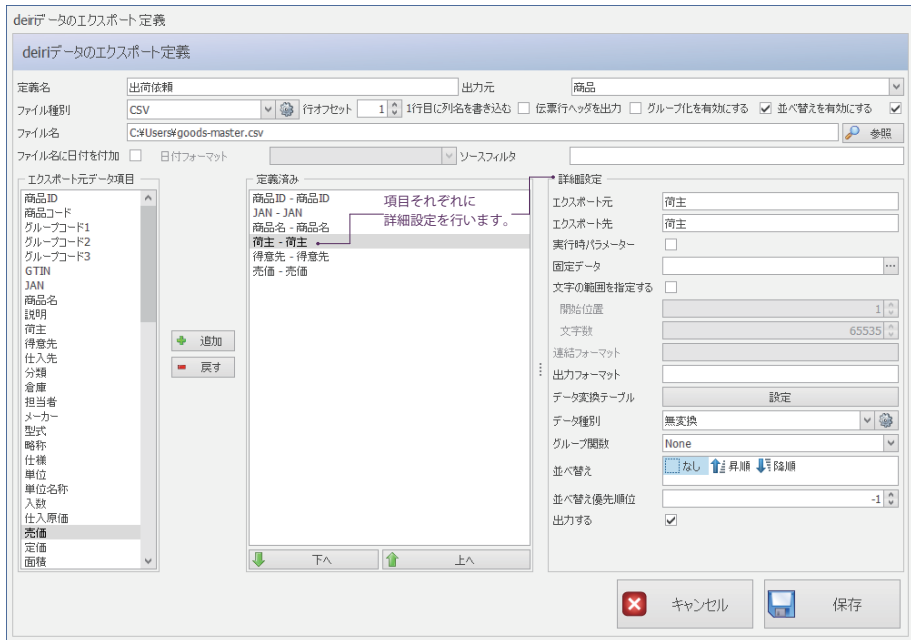 deiriデータのエクスポート定義
deiriデータのエクスポート定義
定義名 出荷依頼 出力元 商品
ファイル種別 CSV 行オフセット 1 1行目に列名を書き込む 伝票行ヘッダを出力 グループ化を有効にする 並べ替えを有効にする
ファイル名 C:¥Users¥goods-master.csv 参照
ファイル名に日付を付加 日付フォーマット ソースフィルタ
エクスポート元データ項目
商品ID
商品コード
グループコード1
グループコード2
グループコード3
GTIN
JAN
商品名
説明
荷主
得意先
仕入先
分類
倉庫
担当者
メーカー
型式
略称
仕様
単位
単位名称
入数
仕入原価
売価
定価
面積
追加
戻す
定義済み
商品ID - 商品ID
JAN - JAN
商品名 - 商品名
荷主 - 荷主
得意先 - 得意先
売価 - 売価
項目それぞれに
詳細設定を行います。
下へ 上へ
詳細設定
エクスポート元 荷主
エクスポート先 荷主
実行時パラメーター
固定データ ...
文字の範囲を指定する
開始位置 1
文字数 65535
連結フォーマット
出力フォーマット
データ変換テーブル 設定
データ種別 無変換
グループ関数 None
並べ替え なし 昇順 降順
並べ替え優先順位 -1
出力する
キャンセル 保存